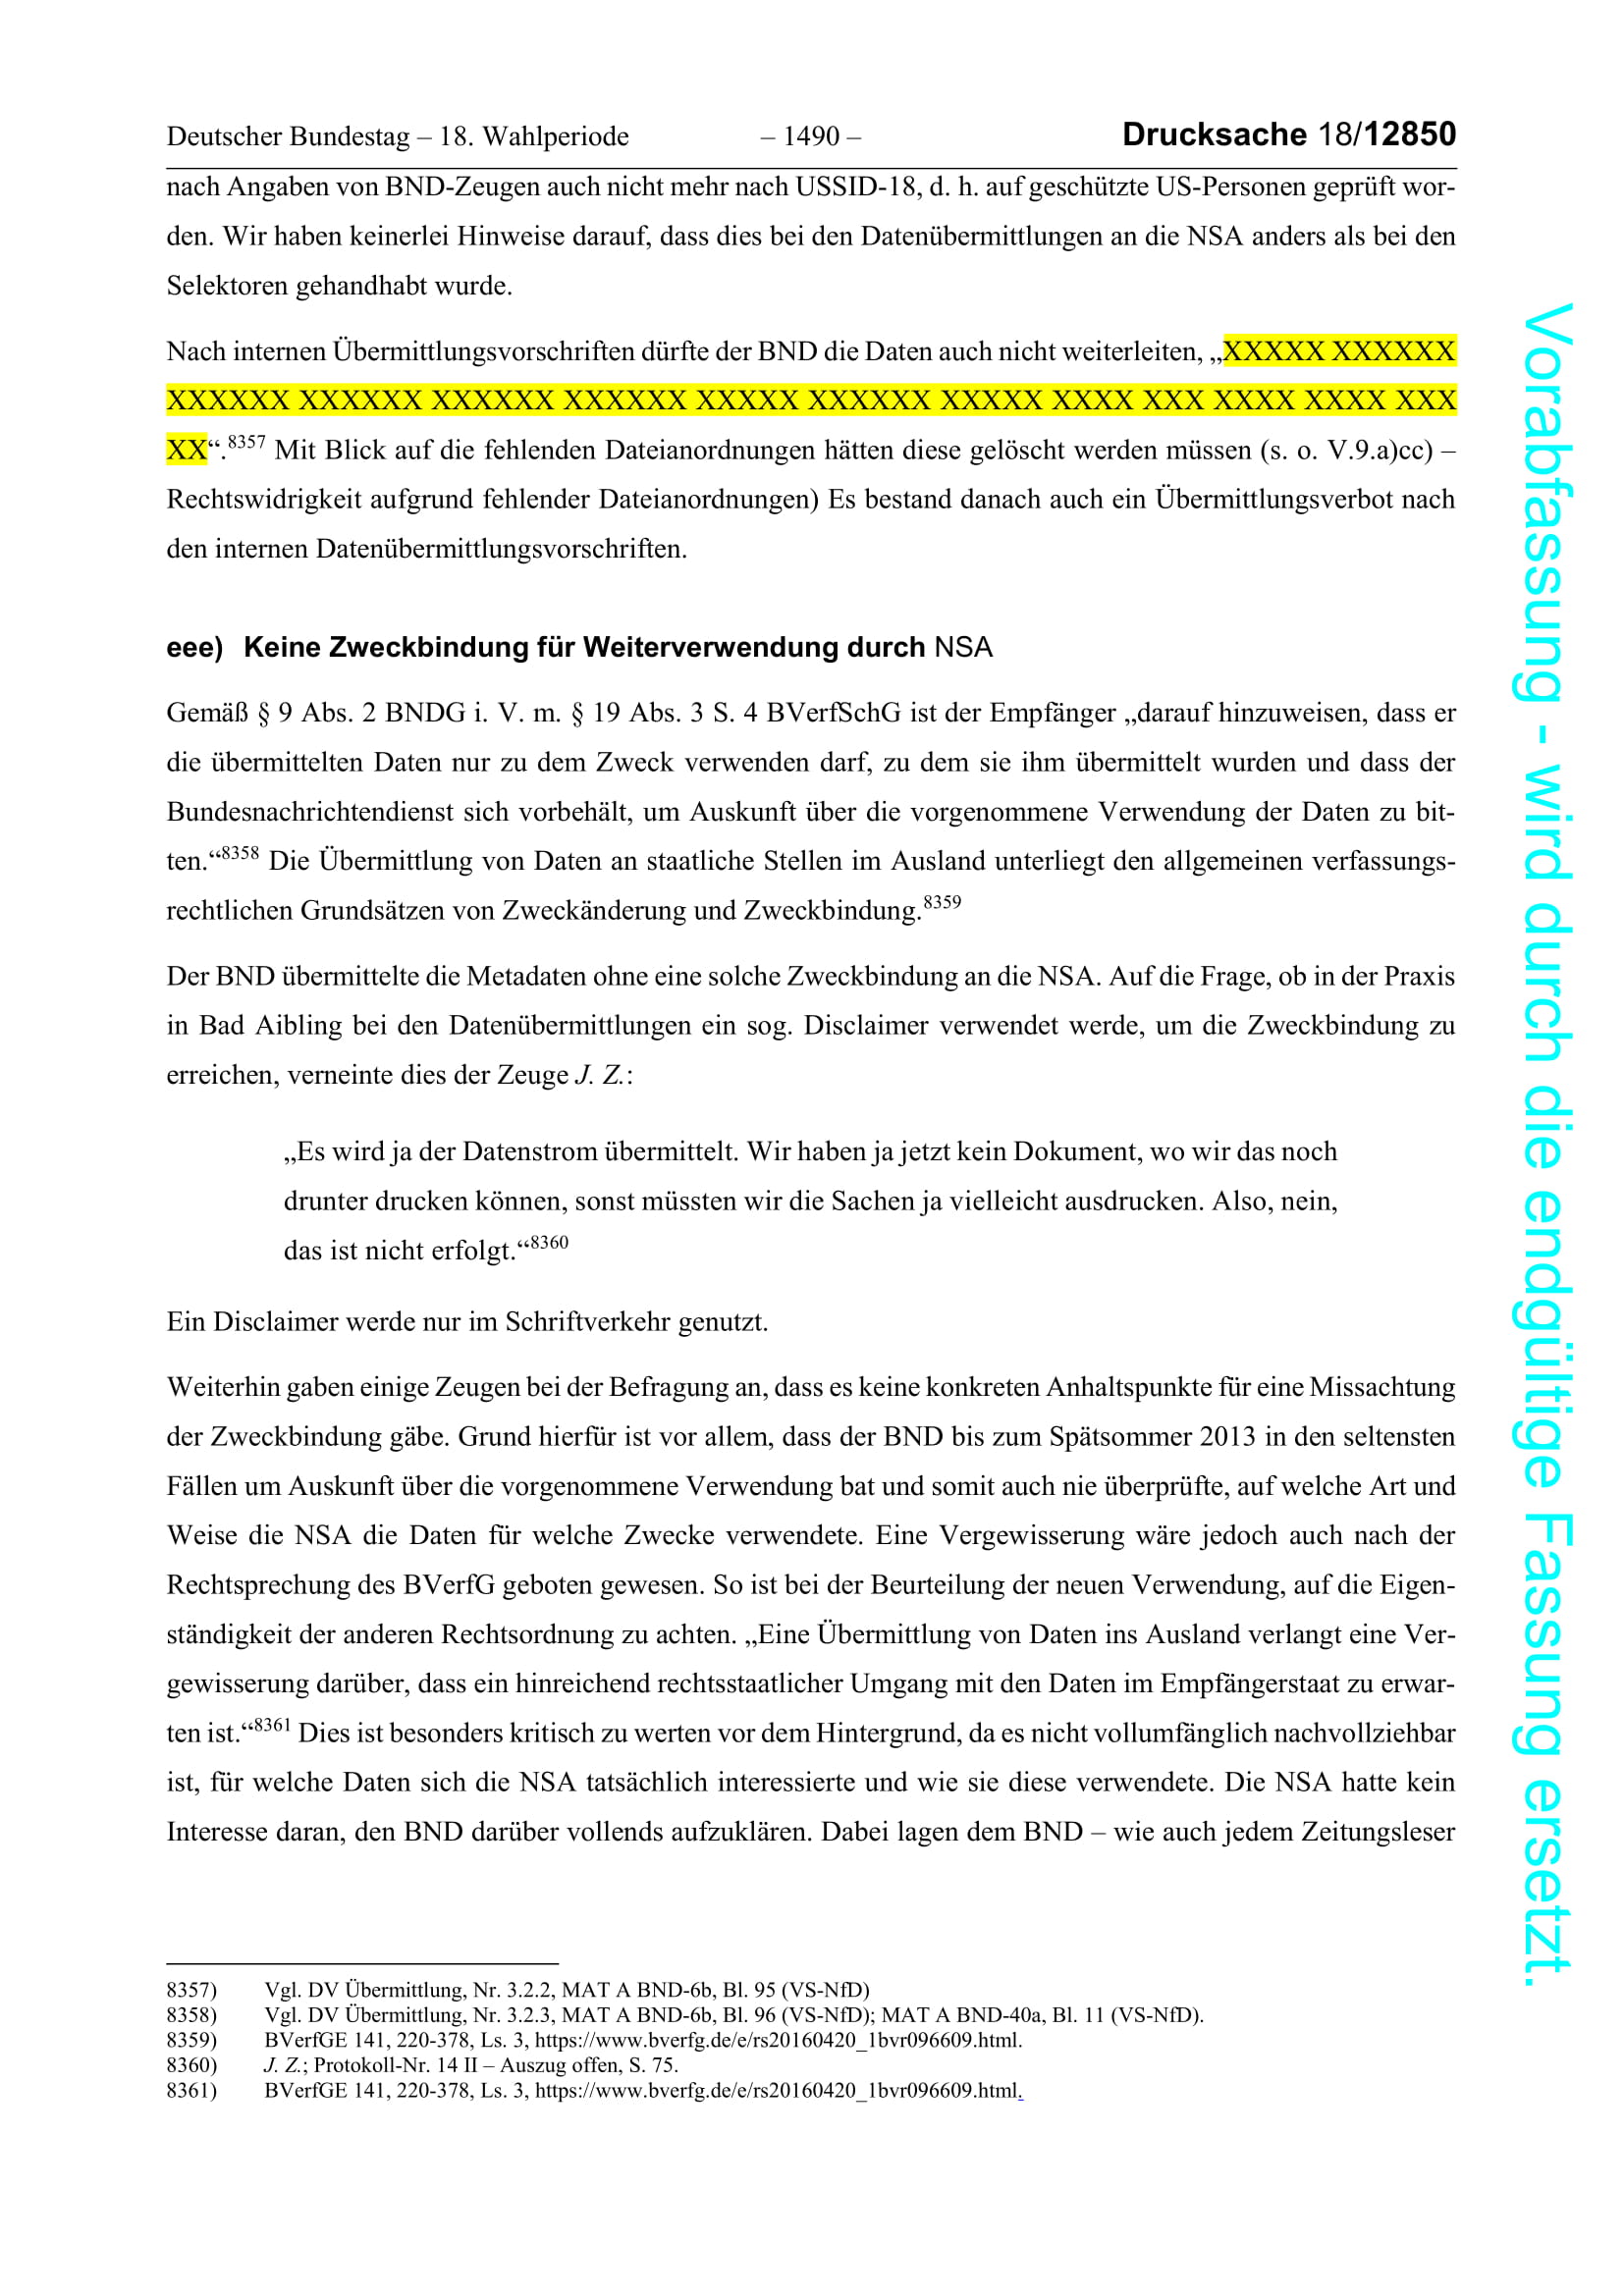 Deutscher Bundestag – 18. Wahlperiode – 1490 – Drucksache 18/12850
nach Angaben von BND-Zeugen auch nicht mehr nach USSID-18, d. h. auf geschützte US-Personen geprüft wor-
den. Wir haben keinerlei Hinweise darauf, dass dies bei den Datenübermittlungen an die NSA anders als bei den
Selektoren gehandhabt wurde.
Nach internen Übermittlungsvorschriften dürfte der BND die Daten auch nicht weiterleiten, „XXXXX XXXXXX
XXXXXX XXXXXX XXXXXX XXXXXX XXXXX XXXXXX XXXXX XXXX XXX XXXX XXXX XXX
XX“.8357 Mit Blick auf die fehlenden Dateianordnungen hätten diese gelöscht werden müssen (s. o. V.9.a)cc) –
Rechtswidrigkeit aufgrund fehlender Dateianordnungen) Es bestand danach auch ein Übermittlungsverbot nach
den internen Datenübermittlungsvorschriften.
eee) Keine Zweckbindung für Weiterverwendung durch NSA
Gemäß § 9 Abs. 2 BNDG i. V. m. § 19 Abs. 3 S. 4 BVerfSchG ist der Empfänger „darauf hinzuweisen, dass er
die übermittelten Daten nur zu dem Zweck verwenden darf, zu dem sie ihm übermittelt wurden und dass der
Bundesnachrichtendienst sich vorbehält, um Auskunft über die vorgenommene Verwendung der Daten zu bit-
ten.“8358 Die Übermittlung von Daten an staatliche Stellen im Ausland unterliegt den allgemeinen verfassungs-
rechtlichen Grundsätzen von Zweckänderung und Zweckbindung.8359
Der BND übermittelte die Metadaten ohne eine solche Zweckbindung an die NSA. Auf die Frage, ob in der Praxis
in Bad Aibling bei den Datenübermittlungen ein sog. Disclaimer verwendet werde, um die Zweckbindung zu
erreichen, verneinte dies der Zeuge J. Z.:
„Es wird ja der Datenstrom übermittelt. Wir haben ja jetzt kein Dokument, wo wir das noch
drunter drucken können, sonst müssten wir die Sachen ja vielleicht ausdrucken. Also, nein,
das ist nicht erfolgt.“8360
Ein Disclaimer werde nur im Schriftverkehr genutzt.
Weiterhin gaben einige Zeugen bei der Befragung an, dass es keine konkreten Anhaltspunkte für eine Missachtung
der Zweckbindung gäbe. Grund hierfür ist vor allem, dass der BND bis zum Spätsommer 2013 in den seltensten
Fällen um Auskunft über die vorgenommene Verwendung bat und somit auch nie überprüfte, auf welche Art und
Weise die NSA die Daten für welche Zwecke verwendete. Eine Vergewisserung wäre jedoch auch nach der
Rechtsprechung des BVerfG geboten gewesen. So ist bei der Beurteilung der neuen Verwendung, auf die Eigen-
ständigkeit der anderen Rechtsordnung zu achten. „Eine Übermittlung von Daten ins Ausland verlangt eine Ver-
gewisserung darüber, dass ein hinreichend rechtsstaatlicher Umgang mit den Daten im Empfängerstaat zu erwar-
ten ist.“8361 Dies ist besonders kritisch zu werten vor dem Hintergrund, da es nicht vollumfänglich nachvollziehbar
ist, für welche Daten sich die NSA tatsächlich interessierte und wie sie diese verwendete. Die NSA hatte kein
Interesse daran, den BND darüber vollends aufzuklären. Dabei lagen dem BND – wie auch jedem Zeitungsleser
8357) Vgl. DV Übermittlung, Nr. 3.2.2, MAT A BND-6b, Bl. 95 (VS-NfD)
8358) Vgl. DV Übermittlung, Nr. 3.2.3, MAT A BND-6b, Bl. 96 (VS-NfD); MAT A BND-40a, Bl. 11 (VS-NfD).
8359) BVerfGE 141, 220-378, Ls. 3, https://www.bverfg.de/e/rs20160420_1bvr096609.html.
8360) J. Z.; Protokoll-Nr. 14 II – Auszug offen, S. 75.
8361) BVerfGE 141, 220-378, Ls. 3, https://www.bverfg.de/e/rs20160420_1bvr096609.html.
Vorabfassung - wird durch die endgültige Fassung ersetzt.